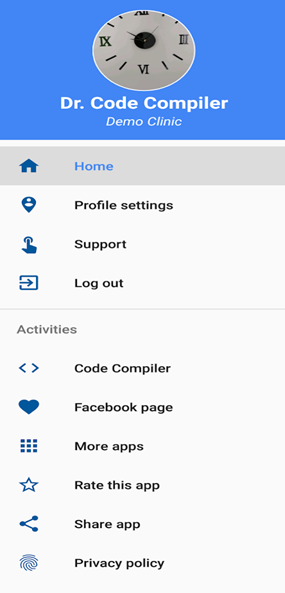 XII
IX
III
VI
Dr. Code Compiler
Demo Clinic
Home
Profile settings
Support
Log out
Activities
Code Compiler
Facebook page
More apps
Rate this app
Share app
Privacy policy